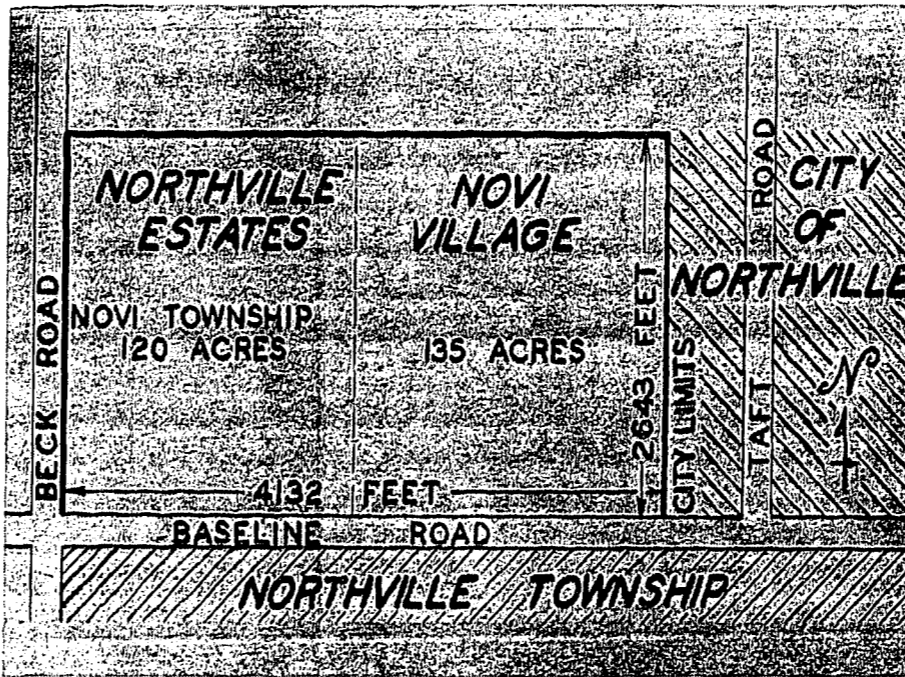 NORTHVILLE
ESTATES
NOVI TOWNSHIP
120 ACRES
NOVI
VILLAGE
135 ACRES
CITY
OF
NORTHVILLE
BECK ROAD
2643 FEET
CITY LIMITS
TAFT ROAD
N
4132 FEET
BASELINE ROAD
NORTHVILLE TOWNSHIP